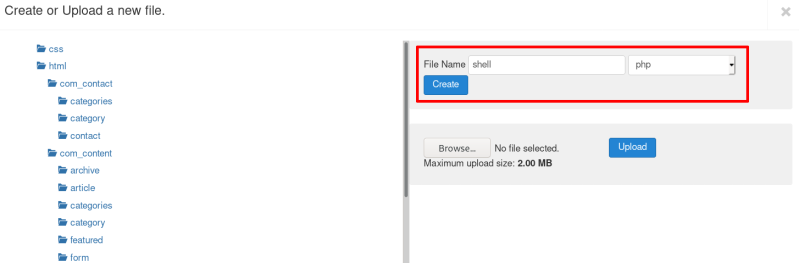 Create or Upload a new file.
×
css
html
com_contact
categories
category
contact
com_content
archive
article
categories
category
featured
form
File Name shell php
Create
Browse... No file selected. Upload
Maximum upload size: 2.00 MB